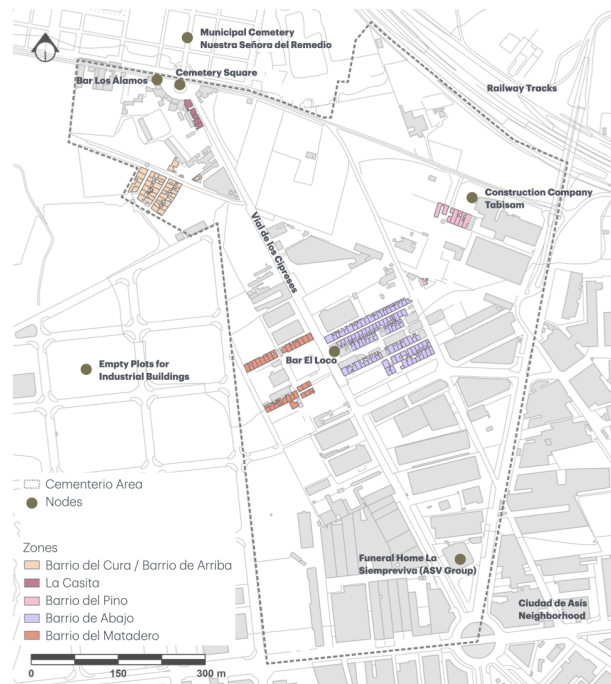 Municipal Cemetery
Nuestra Señora del Remedio
Bar Los Álamos
Cemetery Square
Railway Tracks
Construction Company
Tabisam
Vial de los Cipreses
Bar El Loco
Empty Plots for
Industrial Buildings
Cementerio Area
Nodes
Zones
Barrio del Cura / Barrio de Arriba
La Casita
Barrio del Pino
Barrio de Abajo
Barrio del Matadero
Funeral Home La
Siempreviva (ASV Group)
Ciudad de Asís
Neighborhood
0 150 300 m